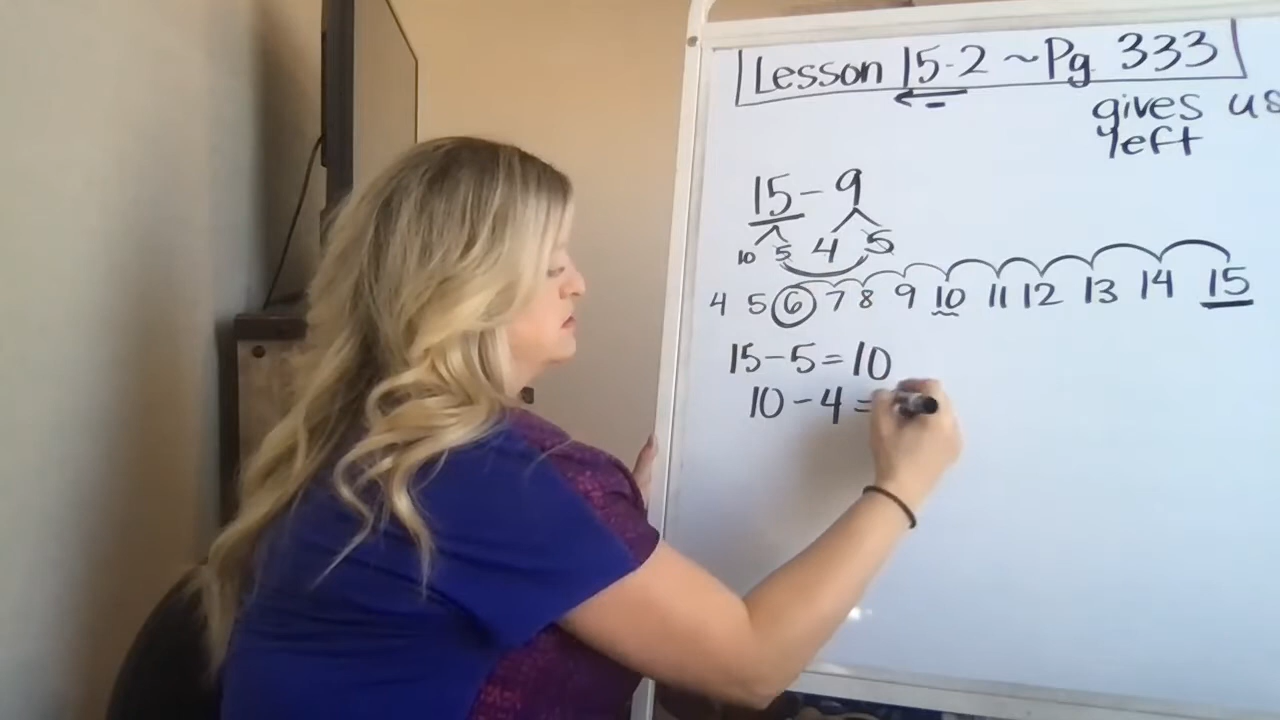 Lesson 15-2 ~ Pg 333
gives us
left
15 - 9
10 5 4 5
4 5 6 7 8 9 10 11 12 13 14 15
15 - 5 = 10
10 - 4 =